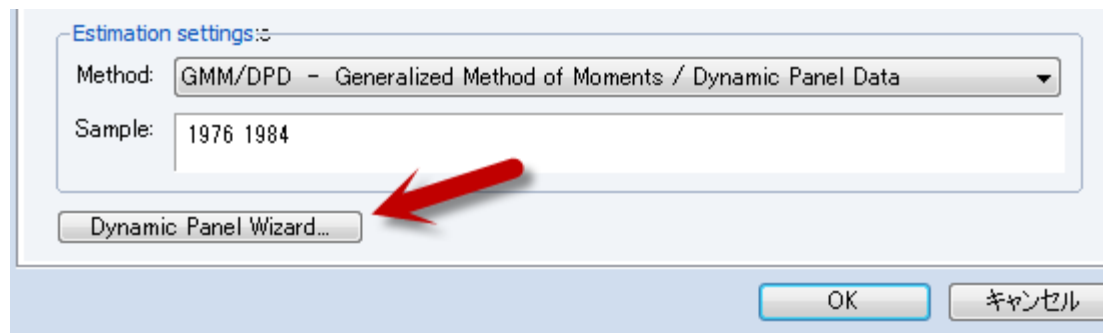 Estimation settings:
Method: GMM/DPD - Generalized Method of Moments / Dynamic Panel Data
Sample: 1976 1984
Dynamic Panel Wizard...
OK キャンセル